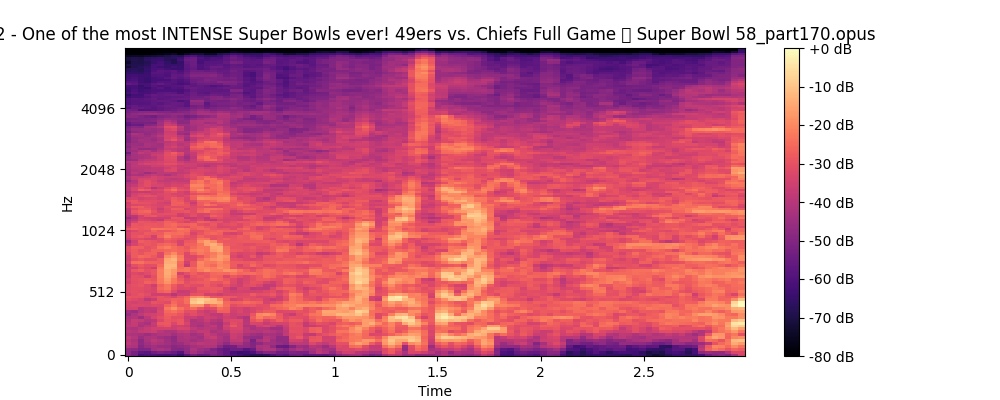 2 - One of the most INTENSE Super Bowls ever! 49ers vs. Chiefs Full Game  Super Bowl 58_part170.opus
+0 dB
4096
-10 dB
-20 dB
2048
-30 dB
Hz
-40 dB
1024
-50 dB
512
-60 dB
-70 dB
0
-80 dB
0
0.5
1
1.5
2
2.5
Time